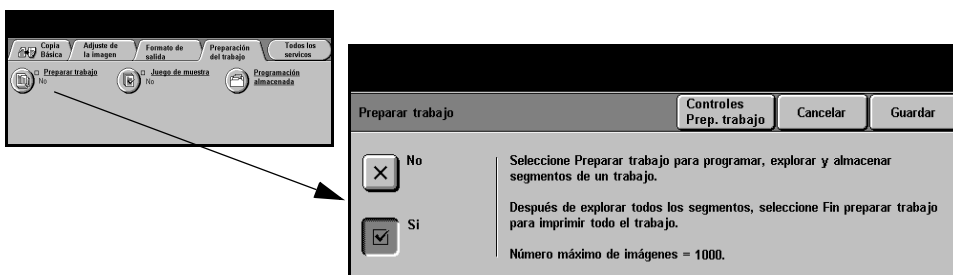 Copia Básica
Adjuste de la imagen
Formato de salida
Preparación del trabajo
Todos los servicios
Preparar trabajo
No
Juego de muestra
No
Programación almacenada
Preparar trabajo
Controles
Prep. trabajo
Cancelar
Guardar
No
Seleccione Preparar trabajo para programar, explorar y almacenar
segmentos de un trabajo.
Después de explorar todos los segmentos, seleccione Fin preparar trabajo
para imprimir todo el trabajo.
Si
Número máximo de imágenes = 1000.